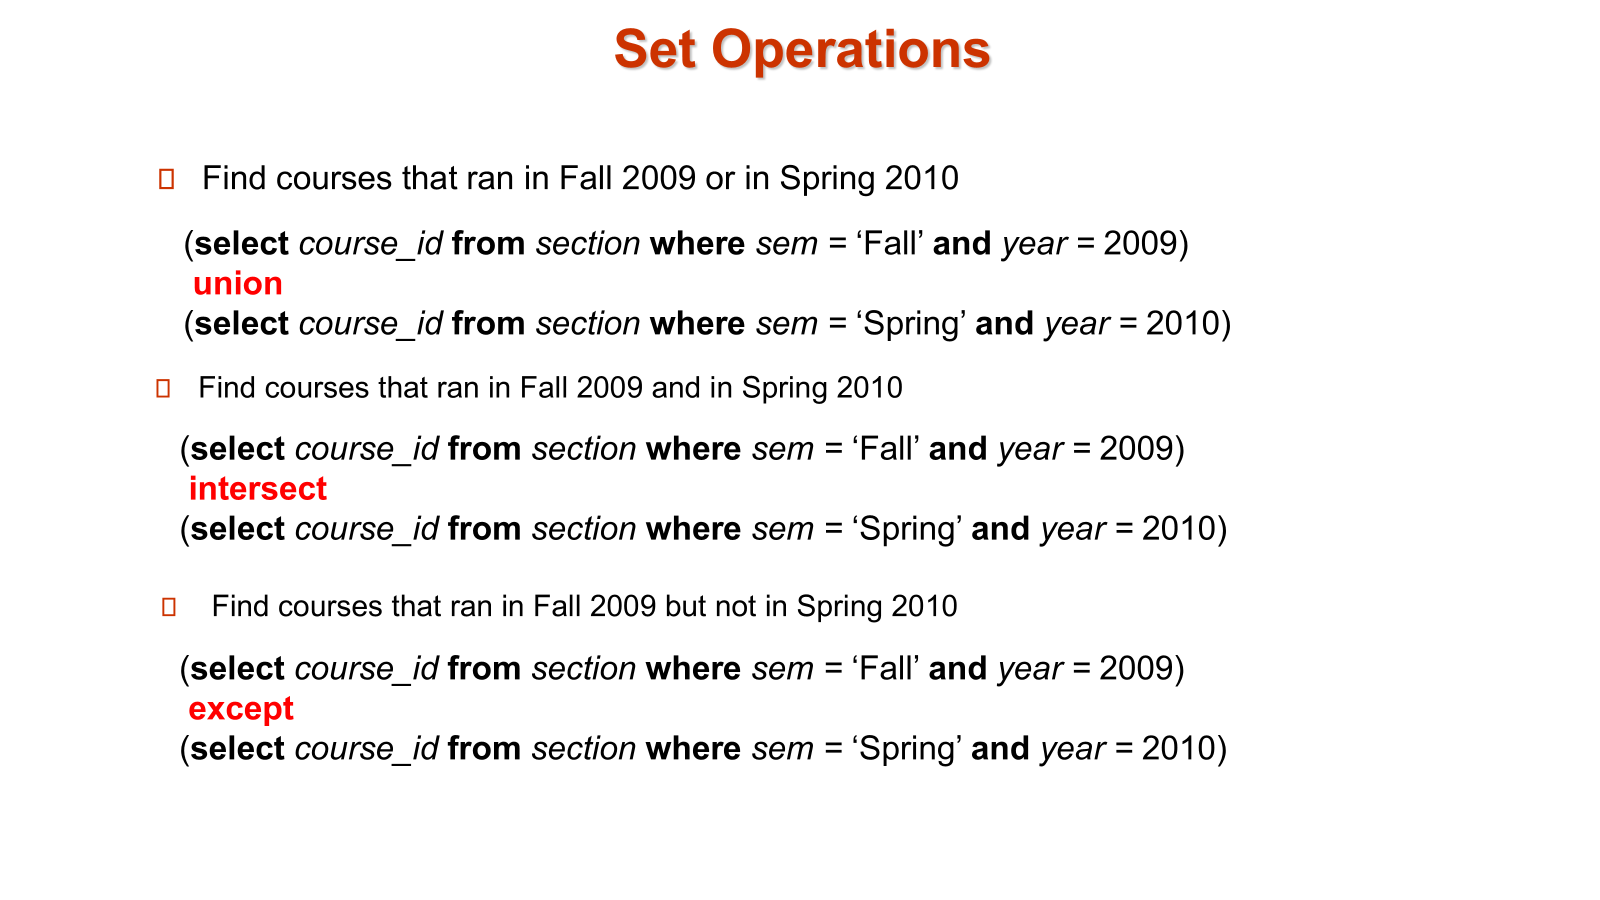 Set Operations
Find courses that ran in Fall 2009 or in Spring 2010
(select course_id from section where sem = ‘Fall’ and year = 2009)
union
(select course_id from section where sem = ‘Spring’ and year = 2010)
Find courses that ran in Fall 2009 and in Spring 2010
(select course_id from section where sem = ‘Fall’ and year = 2009)
intersect
(select course_id from section where sem = ‘Spring’ and year = 2010)
Find courses that ran in Fall 2009 but not in Spring 2010
(select course_id from section where sem = ‘Fall’ and year = 2009)
except
(select course_id from section where sem = ‘Spring’ and year = 2010)